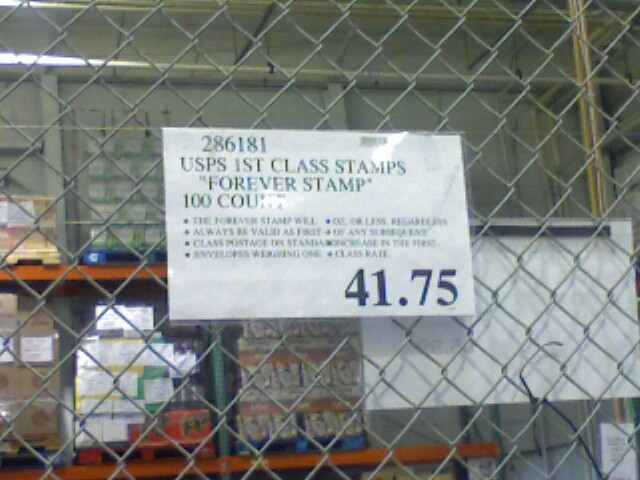 286181
USPS 1ST CLASS STAMPS
"FOREVER STAMP"
100 COUNT
• THE FOREVER STAMP WILL • OZ. OR LESS, REGARDLESS
• ALWAYS BE VALID AS FIRST • OF ANY SUBSEQUENT
• CLASS POSTAGE ON STANDARD INCREASE IN THE FIRST
• ENVELOPES WEIGHING ONE • CLASS RATE.
41.75